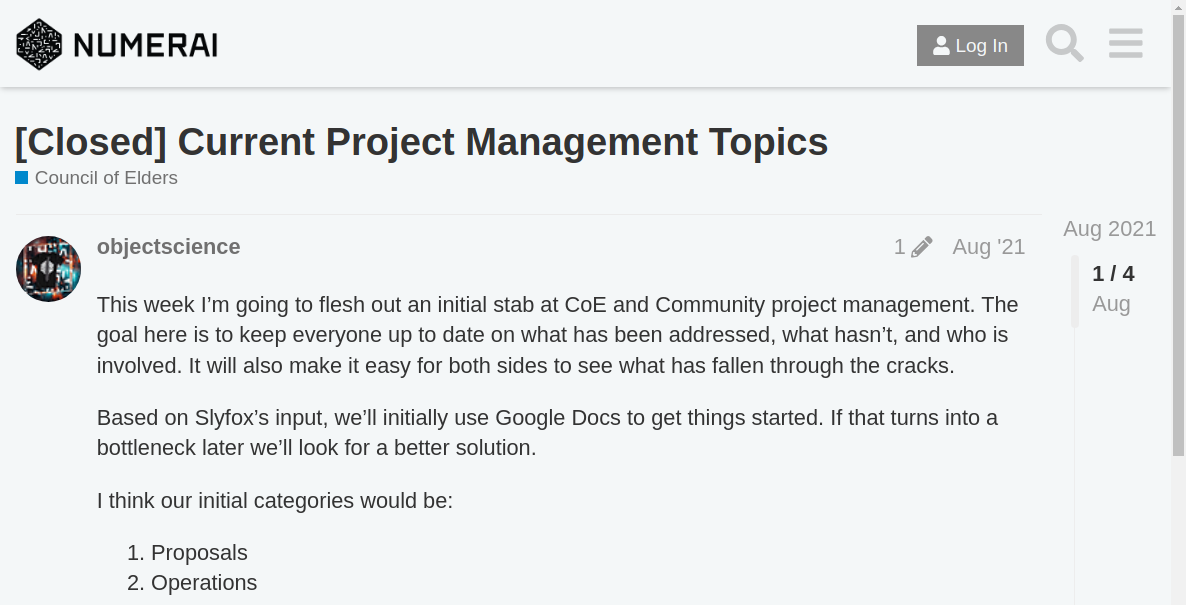 NUMERAI
Log In
[Closed] Current Project Management Topics
Council of Elders
objectscience
1
Aug '21
Aug 2021
1 / 4
Aug
This week I’m going to flesh out an initial stab at CoE and Community project management. The
goal here is to keep everyone up to date on what has been addressed, what hasn’t, and who is
involved. It will also make it easy for both sides to see what has fallen through the cracks.
Based on Slyfox’s input, we’ll initially use Google Docs to get things started. If that turns into a
bottleneck later we’ll look for a better solution.
I think our initial categories would be:
1. Proposals
2. Operations